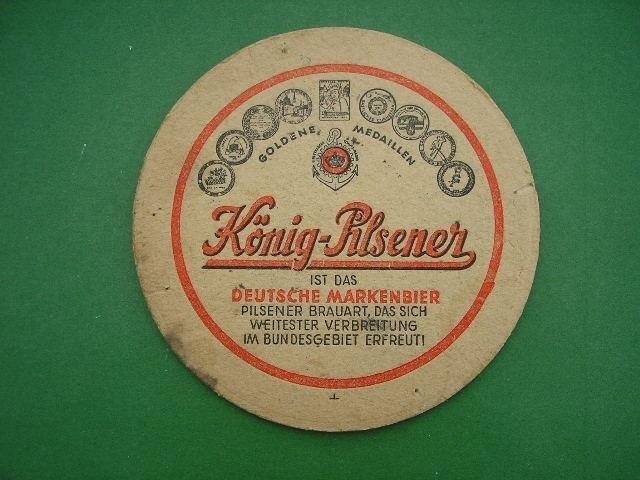 GOLDENE MEDAILLEN
König-Pilsener
IST DAS
DEUTSCHE MARKENBIER
PILSENER BRAUART, DAS SICH
WEITESTER VERBREITUNG
IM BUNDESGEBIET ERFREUT!